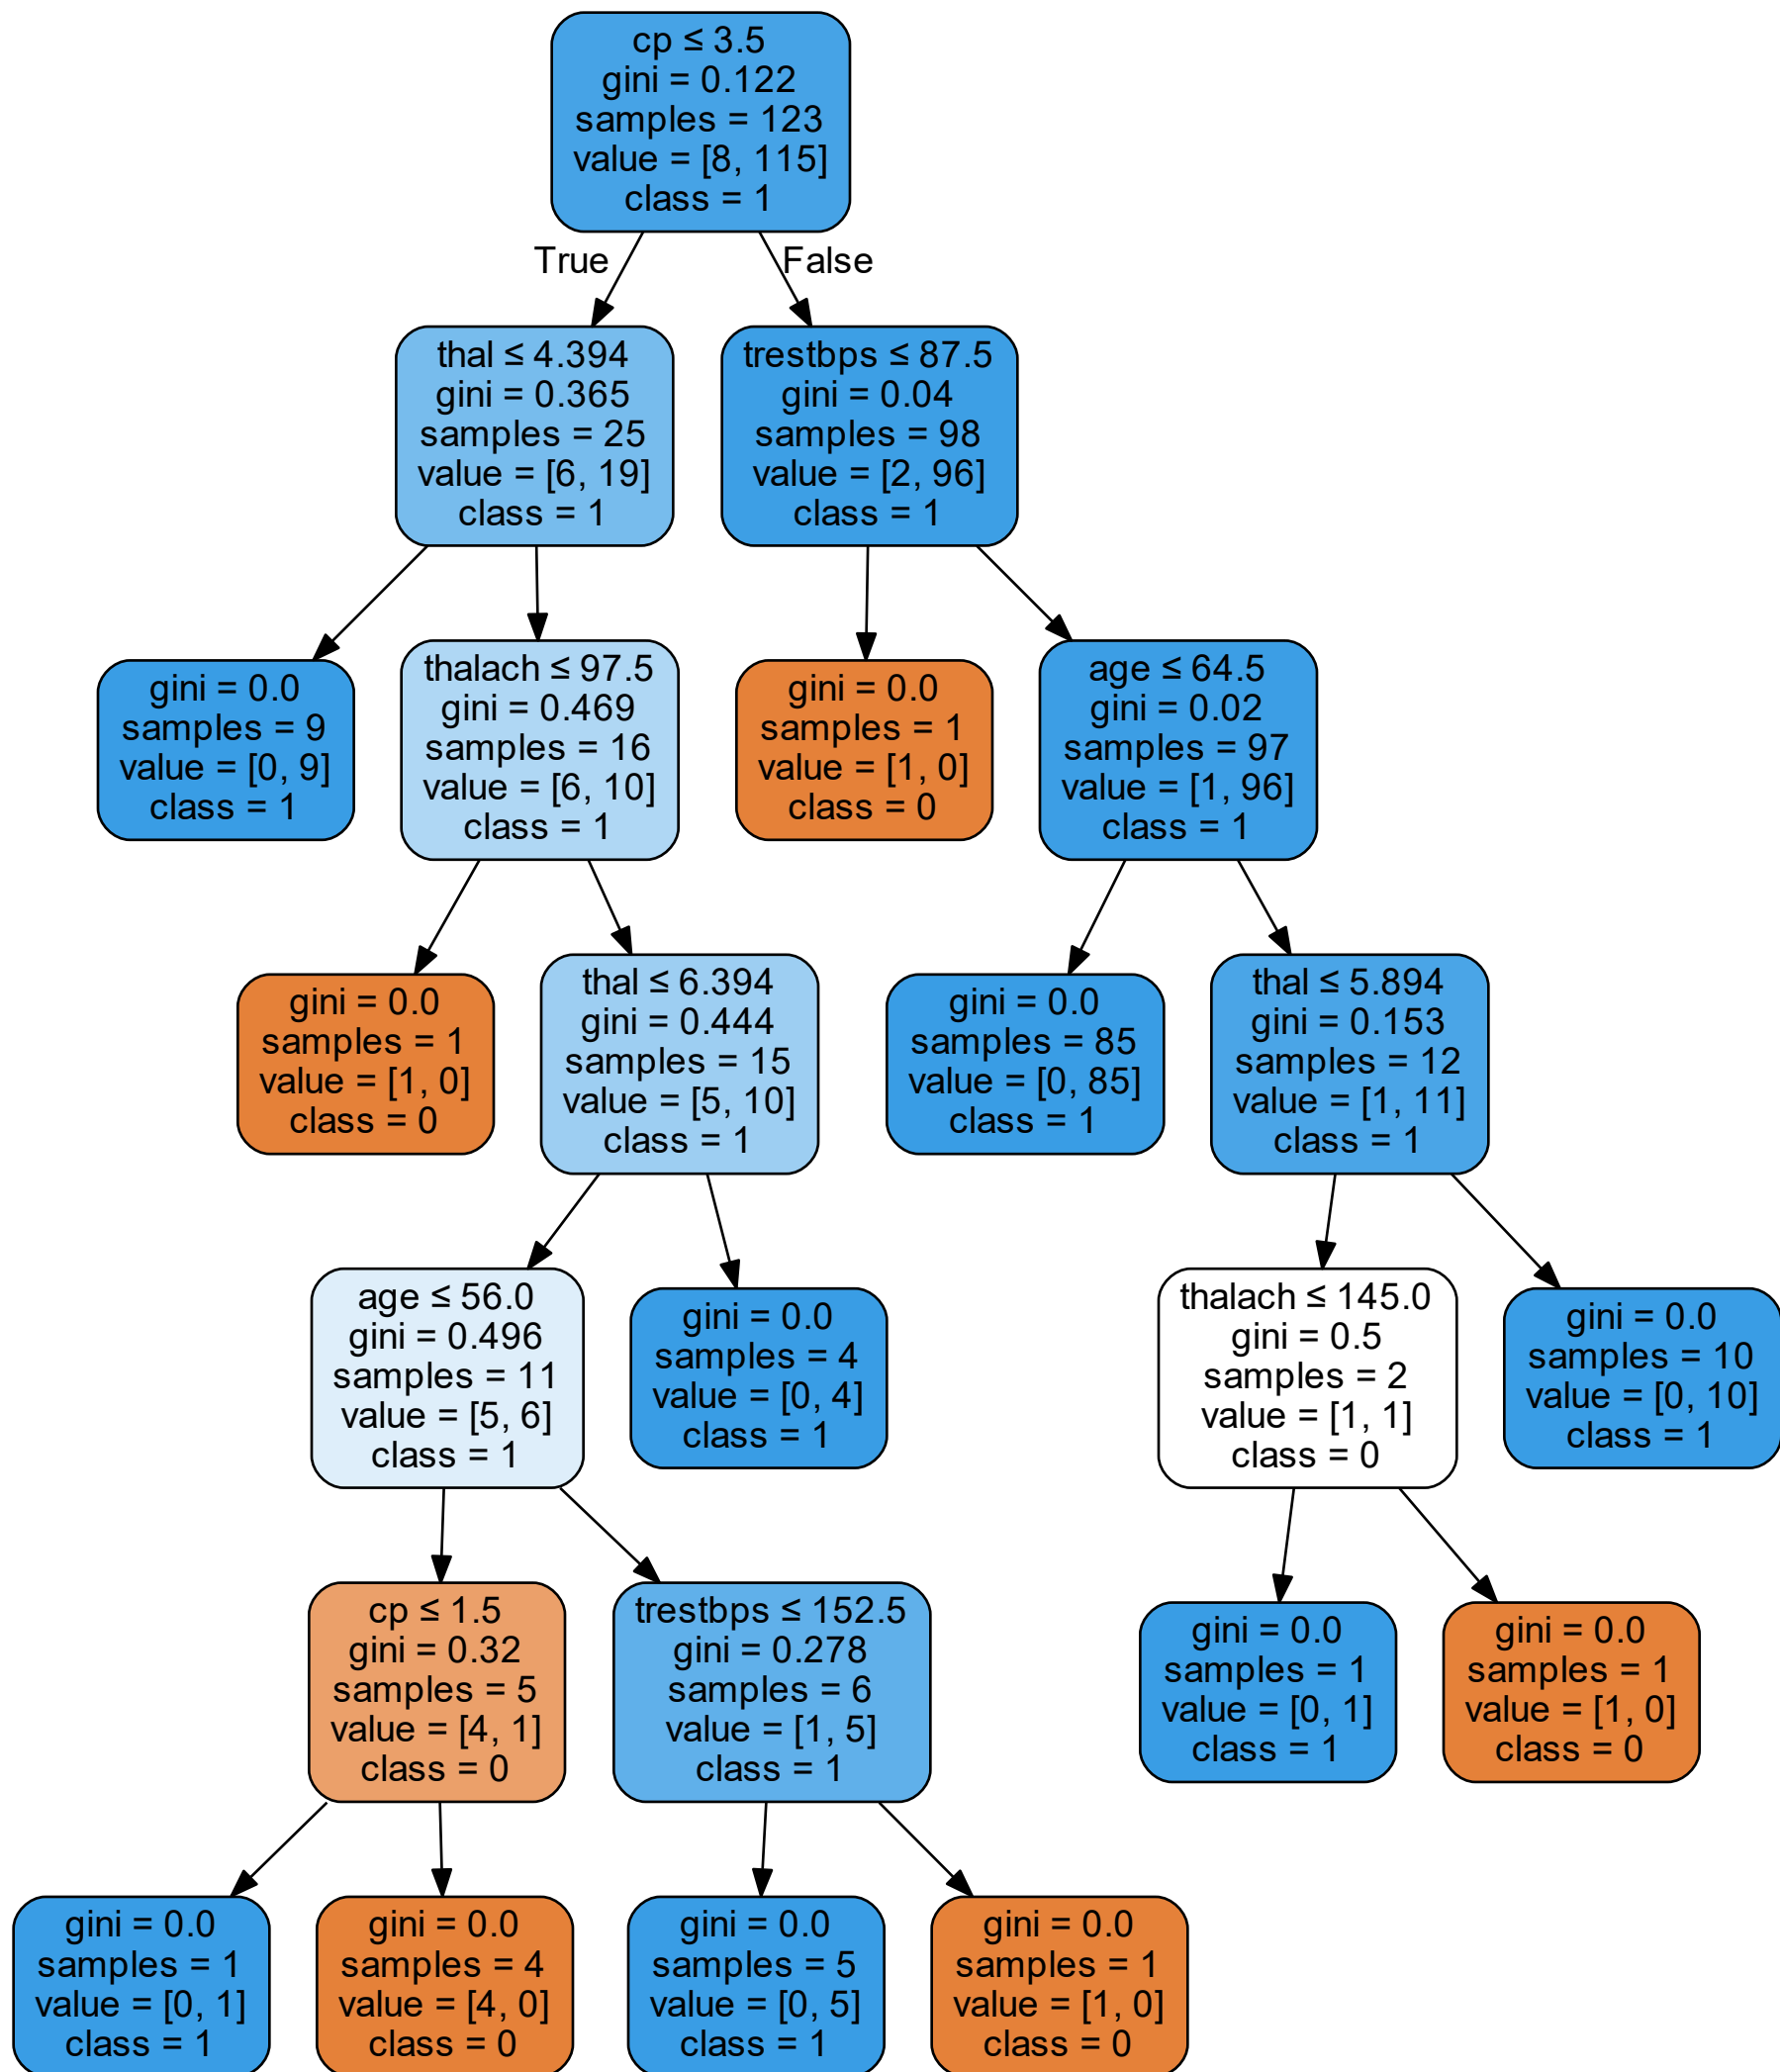 cp ≤ 3.5
gini = 0.122
samples = 123
value = [8, 115]
class = 1
True
False
thal ≤ 4.394
gini = 0.365
samples = 25
value = [6, 19]
class = 1
trestbps ≤ 87.5
gini = 0.04
samples = 98
value = [2, 96]
class = 1
gini = 0.0
samples = 9
value = [0, 9]
class = 1
thalach ≤ 97.5
gini = 0.469
samples = 16
value = [6, 10]
class = 1
gini = 0.0
samples = 1
value = [1, 0]
class = 0
age ≤ 64.5
gini = 0.02
samples = 97
value = [1, 96]
class = 1
gini = 0.0
samples = 1
value = [1, 0]
class = 0
thal ≤ 6.394
gini = 0.444
samples = 15
value = [5, 10]
class = 1
gini = 0.0
samples = 85
value = [0, 85]
class = 1
thal ≤ 5.894
gini = 0.153
samples = 12
value = [1, 11]
class = 1
age ≤ 56.0
gini = 0.496
samples = 11
value = [5, 6]
class = 1
gini = 0.0
samples = 4
value = [0, 4]
class = 1
thalach ≤ 145.0
gini = 0.5
samples = 2
value = [1, 1]
class = 0
gini = 0.0
samples = 10
value = [0, 10]
class = 1
cp ≤ 1.5
gini = 0.32
samples = 5
value = [4, 1]
class = 0
trestbps ≤ 152.5
gini = 0.278
samples = 6
value = [1, 5]
class = 1
gini = 0.0
samples = 1
value = [0, 1]
class = 1
gini = 0.0
samples = 1
value = [1, 0]
class = 0
gini = 0.0
samples = 1
value = [0, 1]
class = 1
gini = 0.0
samples = 4
value = [4, 0]
class = 0
gini = 0.0
samples = 5
value = [0, 5]
class = 1
gini = 0.0
samples = 1
value = [1, 0]
class = 0